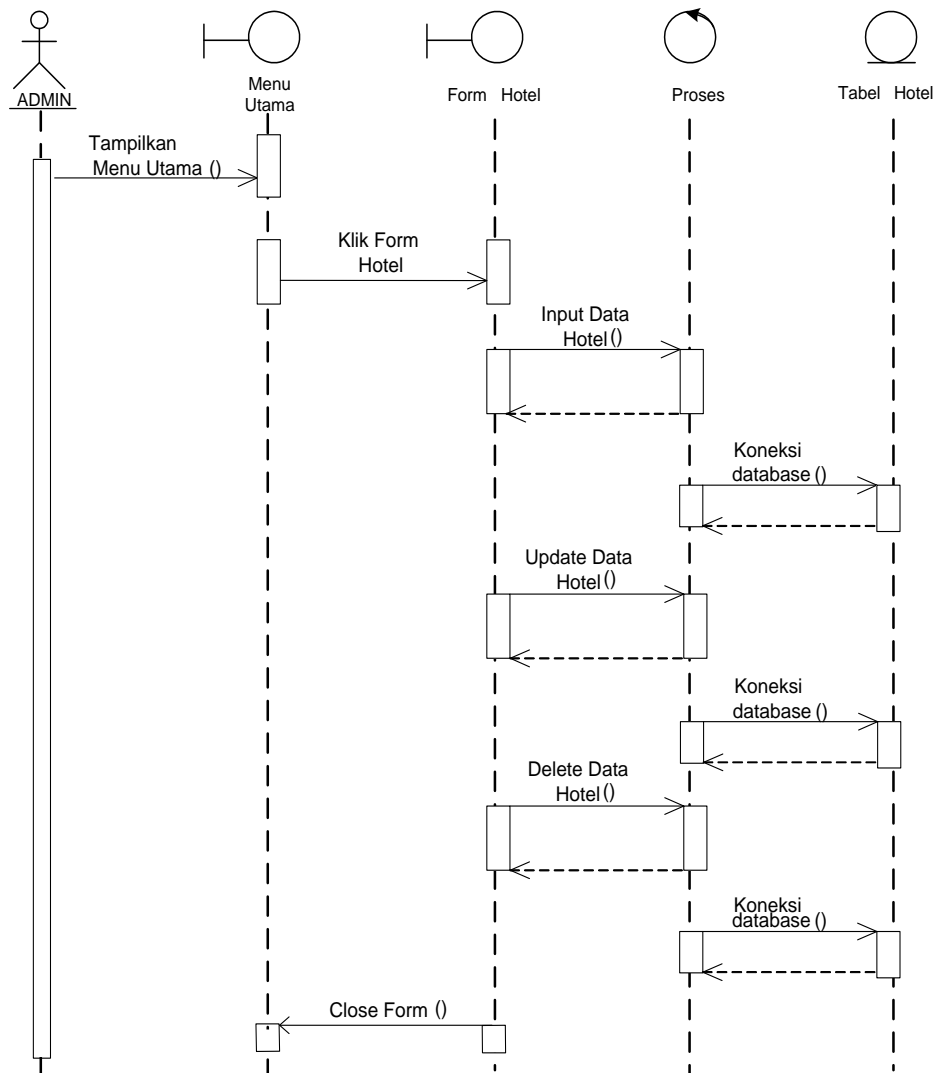 ADMIN
Menu
Utama
Form Hotel
Proses
Tabel Hotel
Tampilkan
Menu Utama ()
Klik Form
Hotel
Input Data
Hotel()
Koneksi
database ()
Update Data
Hotel()
Koneksi
database ()
Delete Data
Hotel()
Koneksi
database ()
Close Form ()